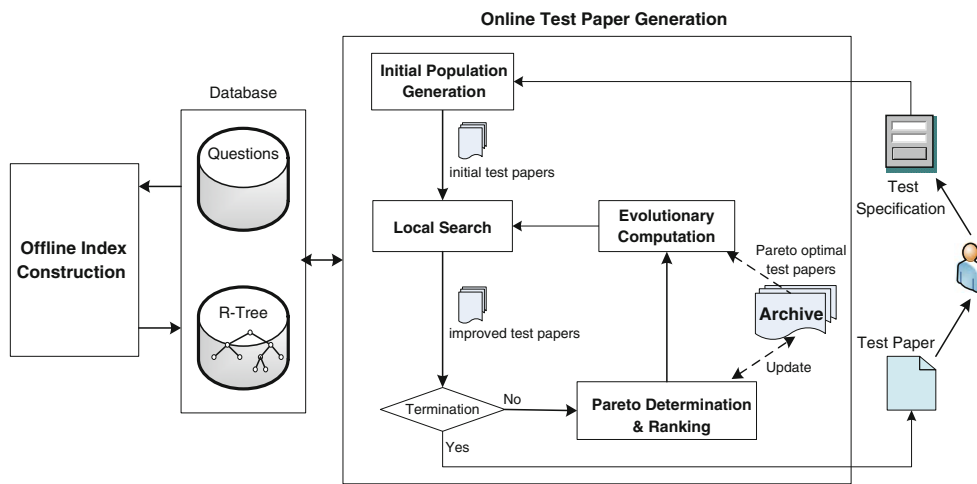 Online Test Paper Generation
Initial Population
Generation
Database
Questions
initial test papers
Test
Specification
Offline Index
Construction
Local Search
Evolutionary
Computation
Pareto optimal
test papers
R-Tree
improved test papers
Archive
Test Paper
Update
Termination
No
Pareto Determination
& Ranking
Yes